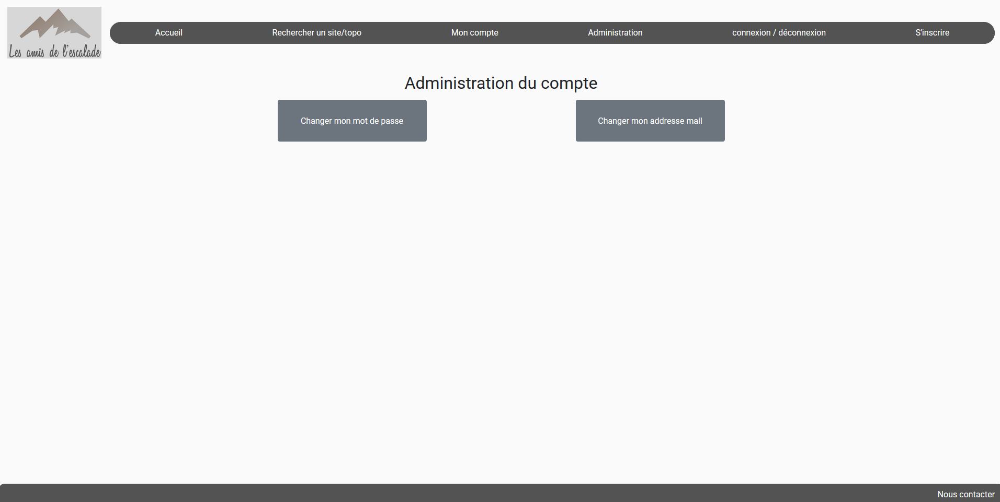 Les amis de l'escalade
Accueil Rechercher un site/topo Mon compte Administration connexion / déconnexion S'inscrire
Administration du compte
Changer mon mot de passe Changer mon addresse mail
Nous contacter